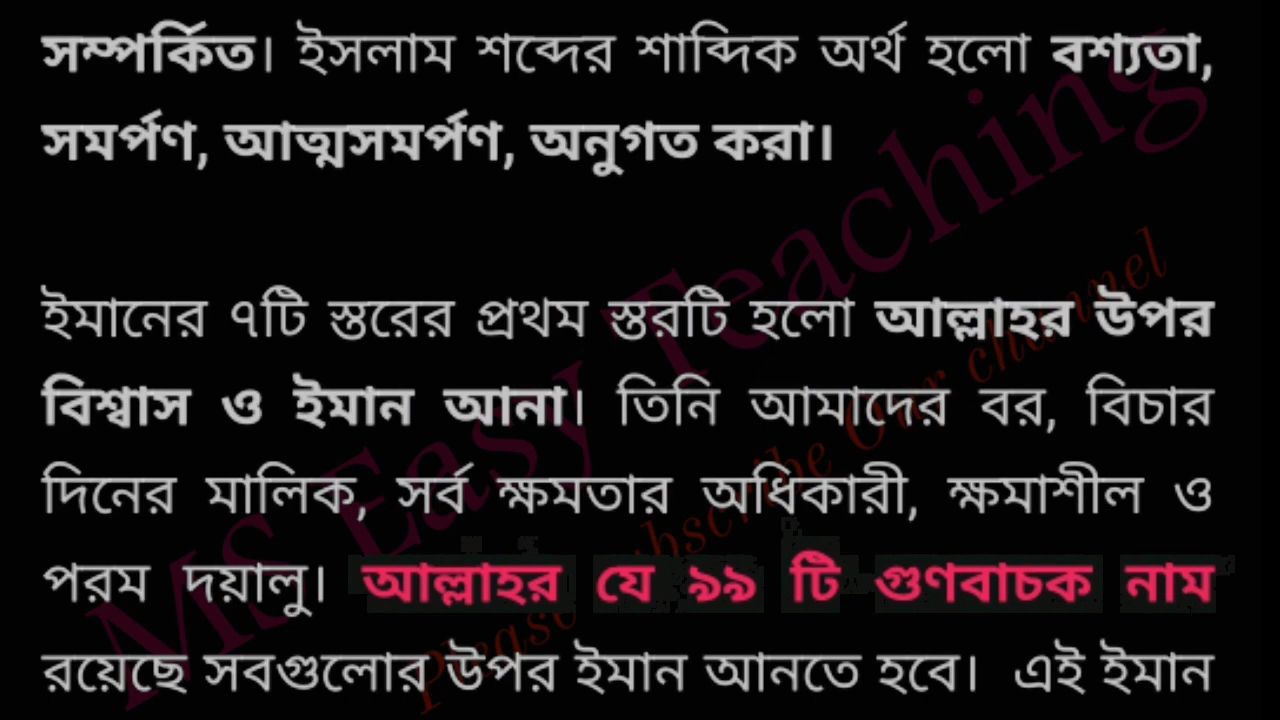 সম্পর্কিত। ইসলাম শব্দের শাব্দিক অর্থ হলো বশ্যতা,
সমর্পণ, আত্মসমর্পণ, অনুগত করা।
ইমানের ৭টি স্তরের প্রথম স্তরটি হলো আল্লাহর উপর
বিশ্বাস ও ইমান আনা। তিনি আমাদের বর, বিচার
দিনের মালিক, সর্ব ক্ষমতার অধিকারী, ক্ষমাশীল ও
পরম দয়ালু। আল্লাহর যে ৯৯ টি গুণবাচক নাম
রয়েছে সবগুলোর উপর ইমান আনতে হবে। এই ইমান
MS Easy Teaching
Please subscribe Our channel